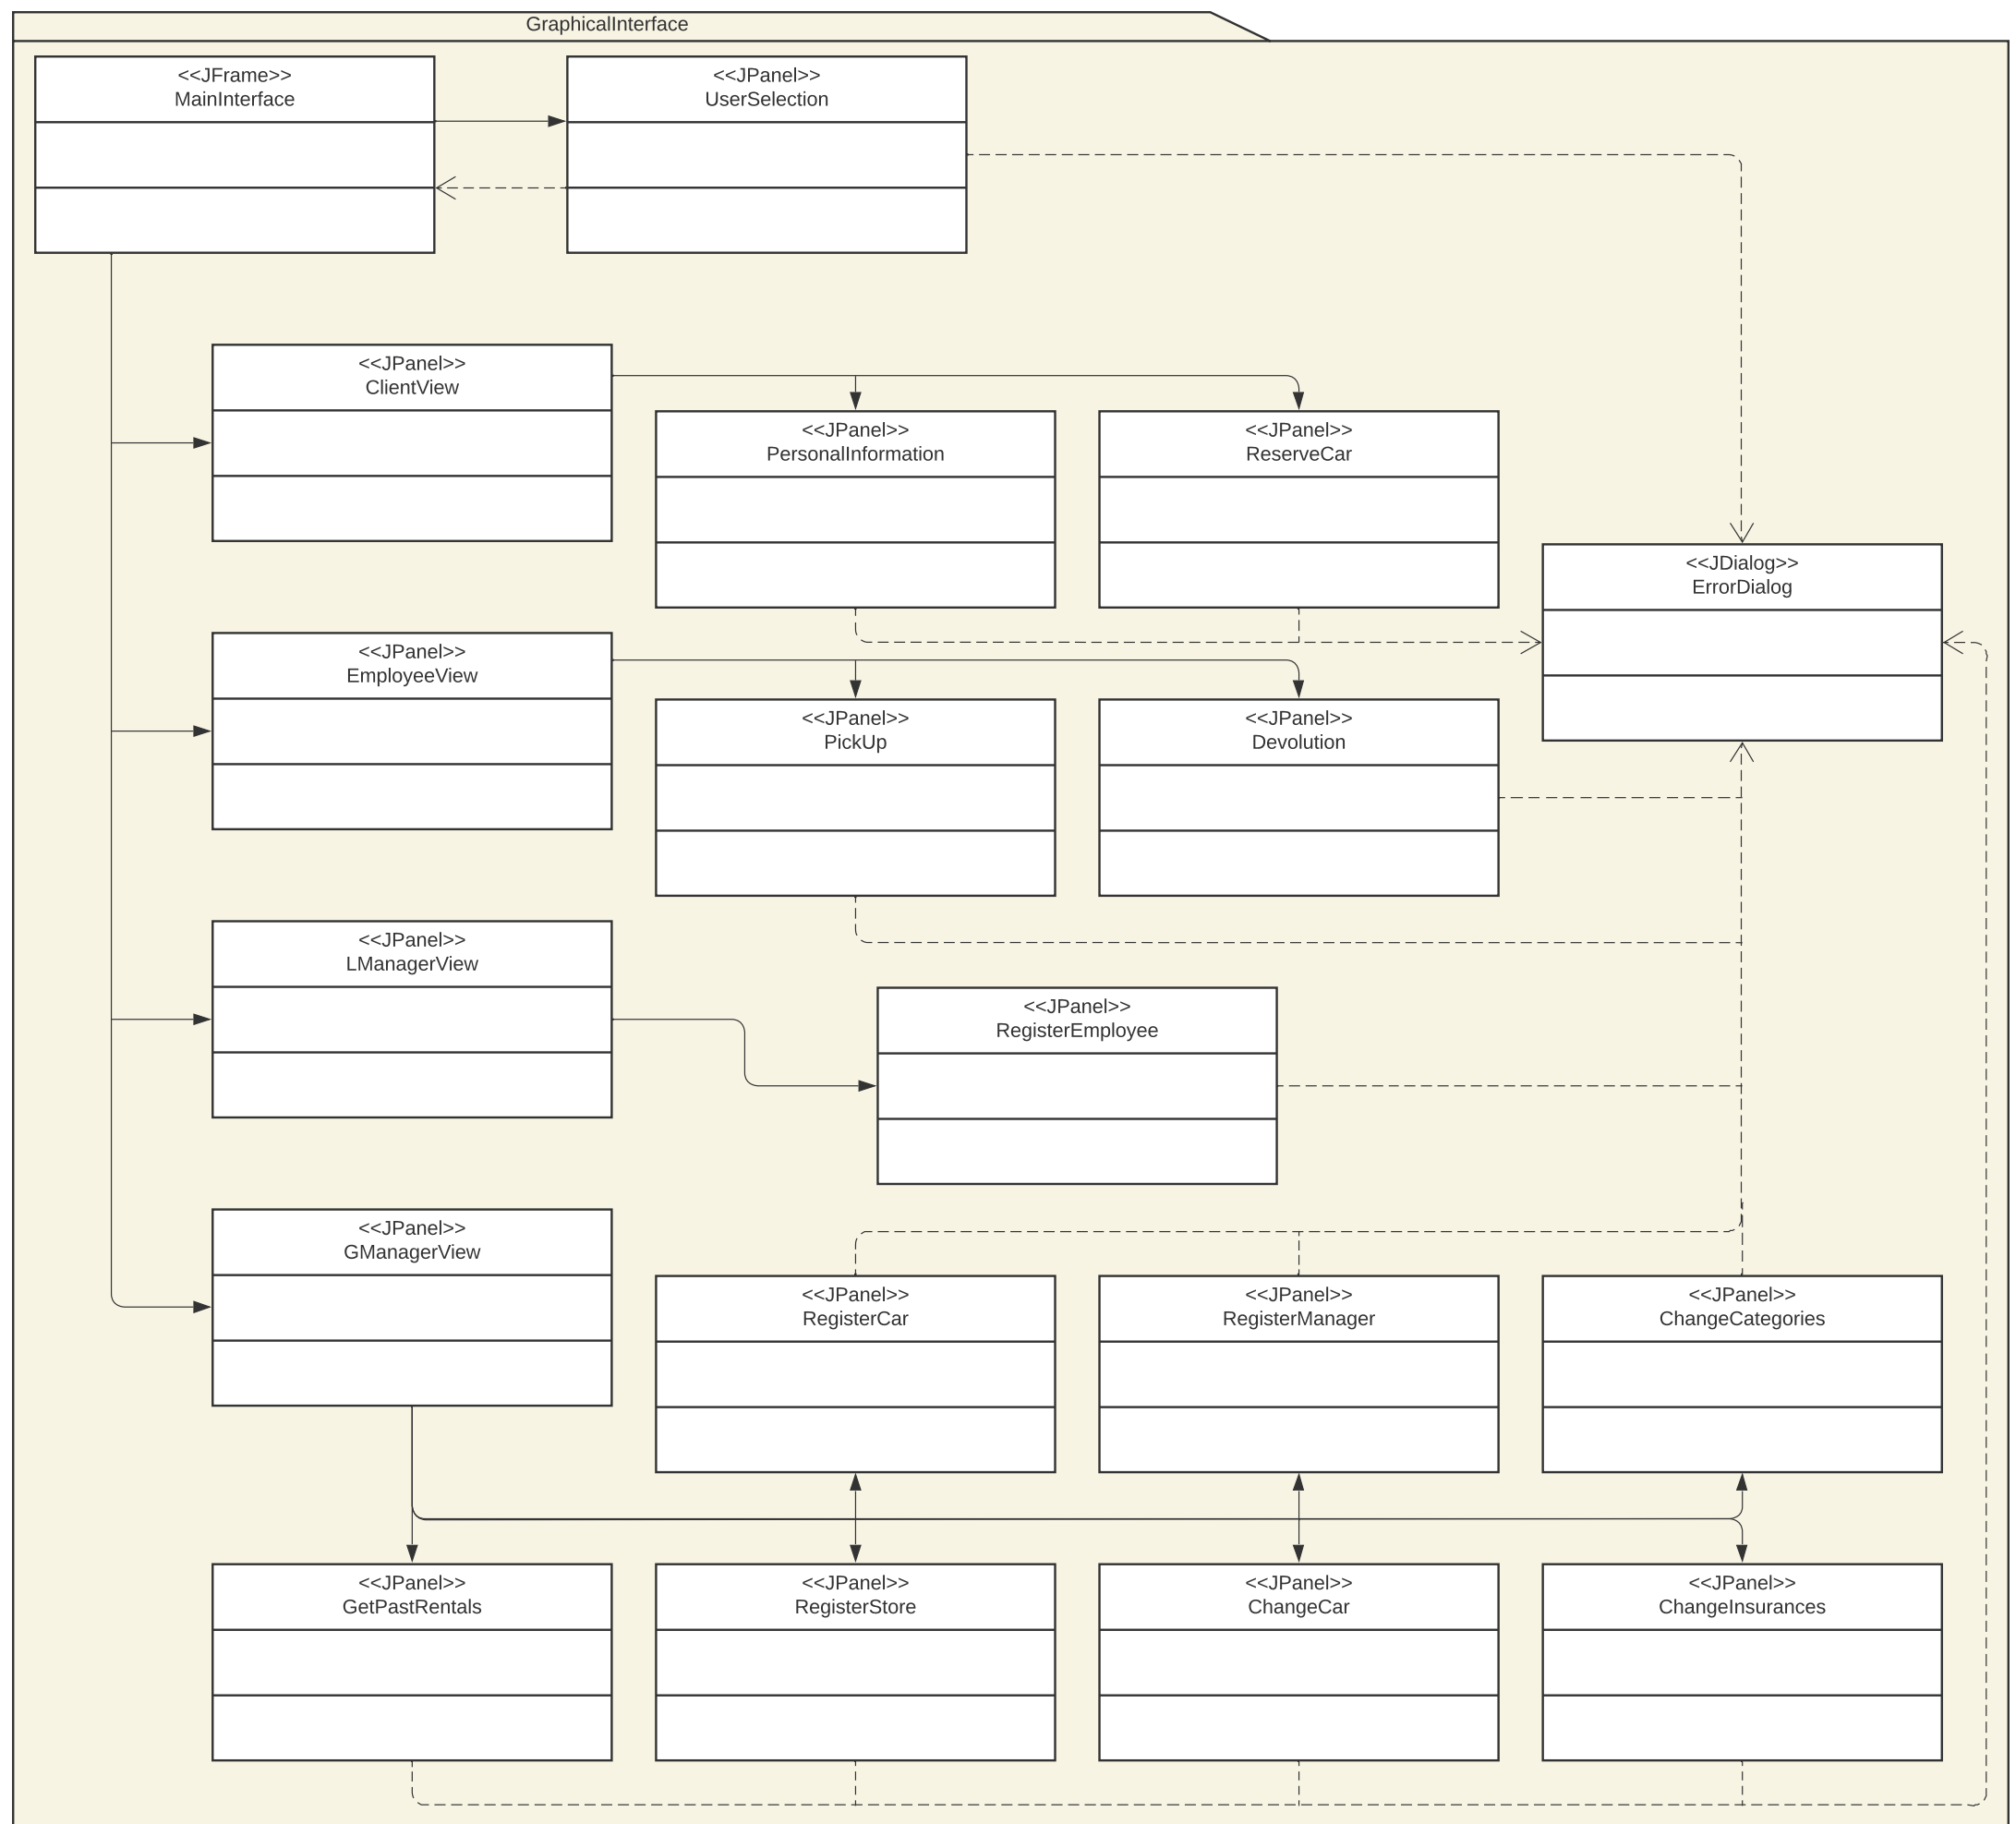 GraphicalInterface
<<JFrame>>
MainInterface
<<JPanel>>
UserSelection
<<JPanel>>
ClientView
<<JPanel>>
PersonalInformation
<<JPanel>>
ReserveCar
<<JDialog>>
ErrorDialog
<<JPanel>>
EmployeeView
<<JPanel>>
PickUp
<<JPanel>>
Devolution
<<JPanel>>
LManagerView
<<JPanel>>
RegisterEmployee
<<JPanel>>
GManagerView
<<JPanel>>
RegisterCar
<<JPanel>>
RegisterManager
<<JPanel>>
ChangeCategories
<<JPanel>>
GetPastRentals
<<JPanel>>
RegisterStore
<<JPanel>>
ChangeCar
<<JPanel>>
ChangeInsurances